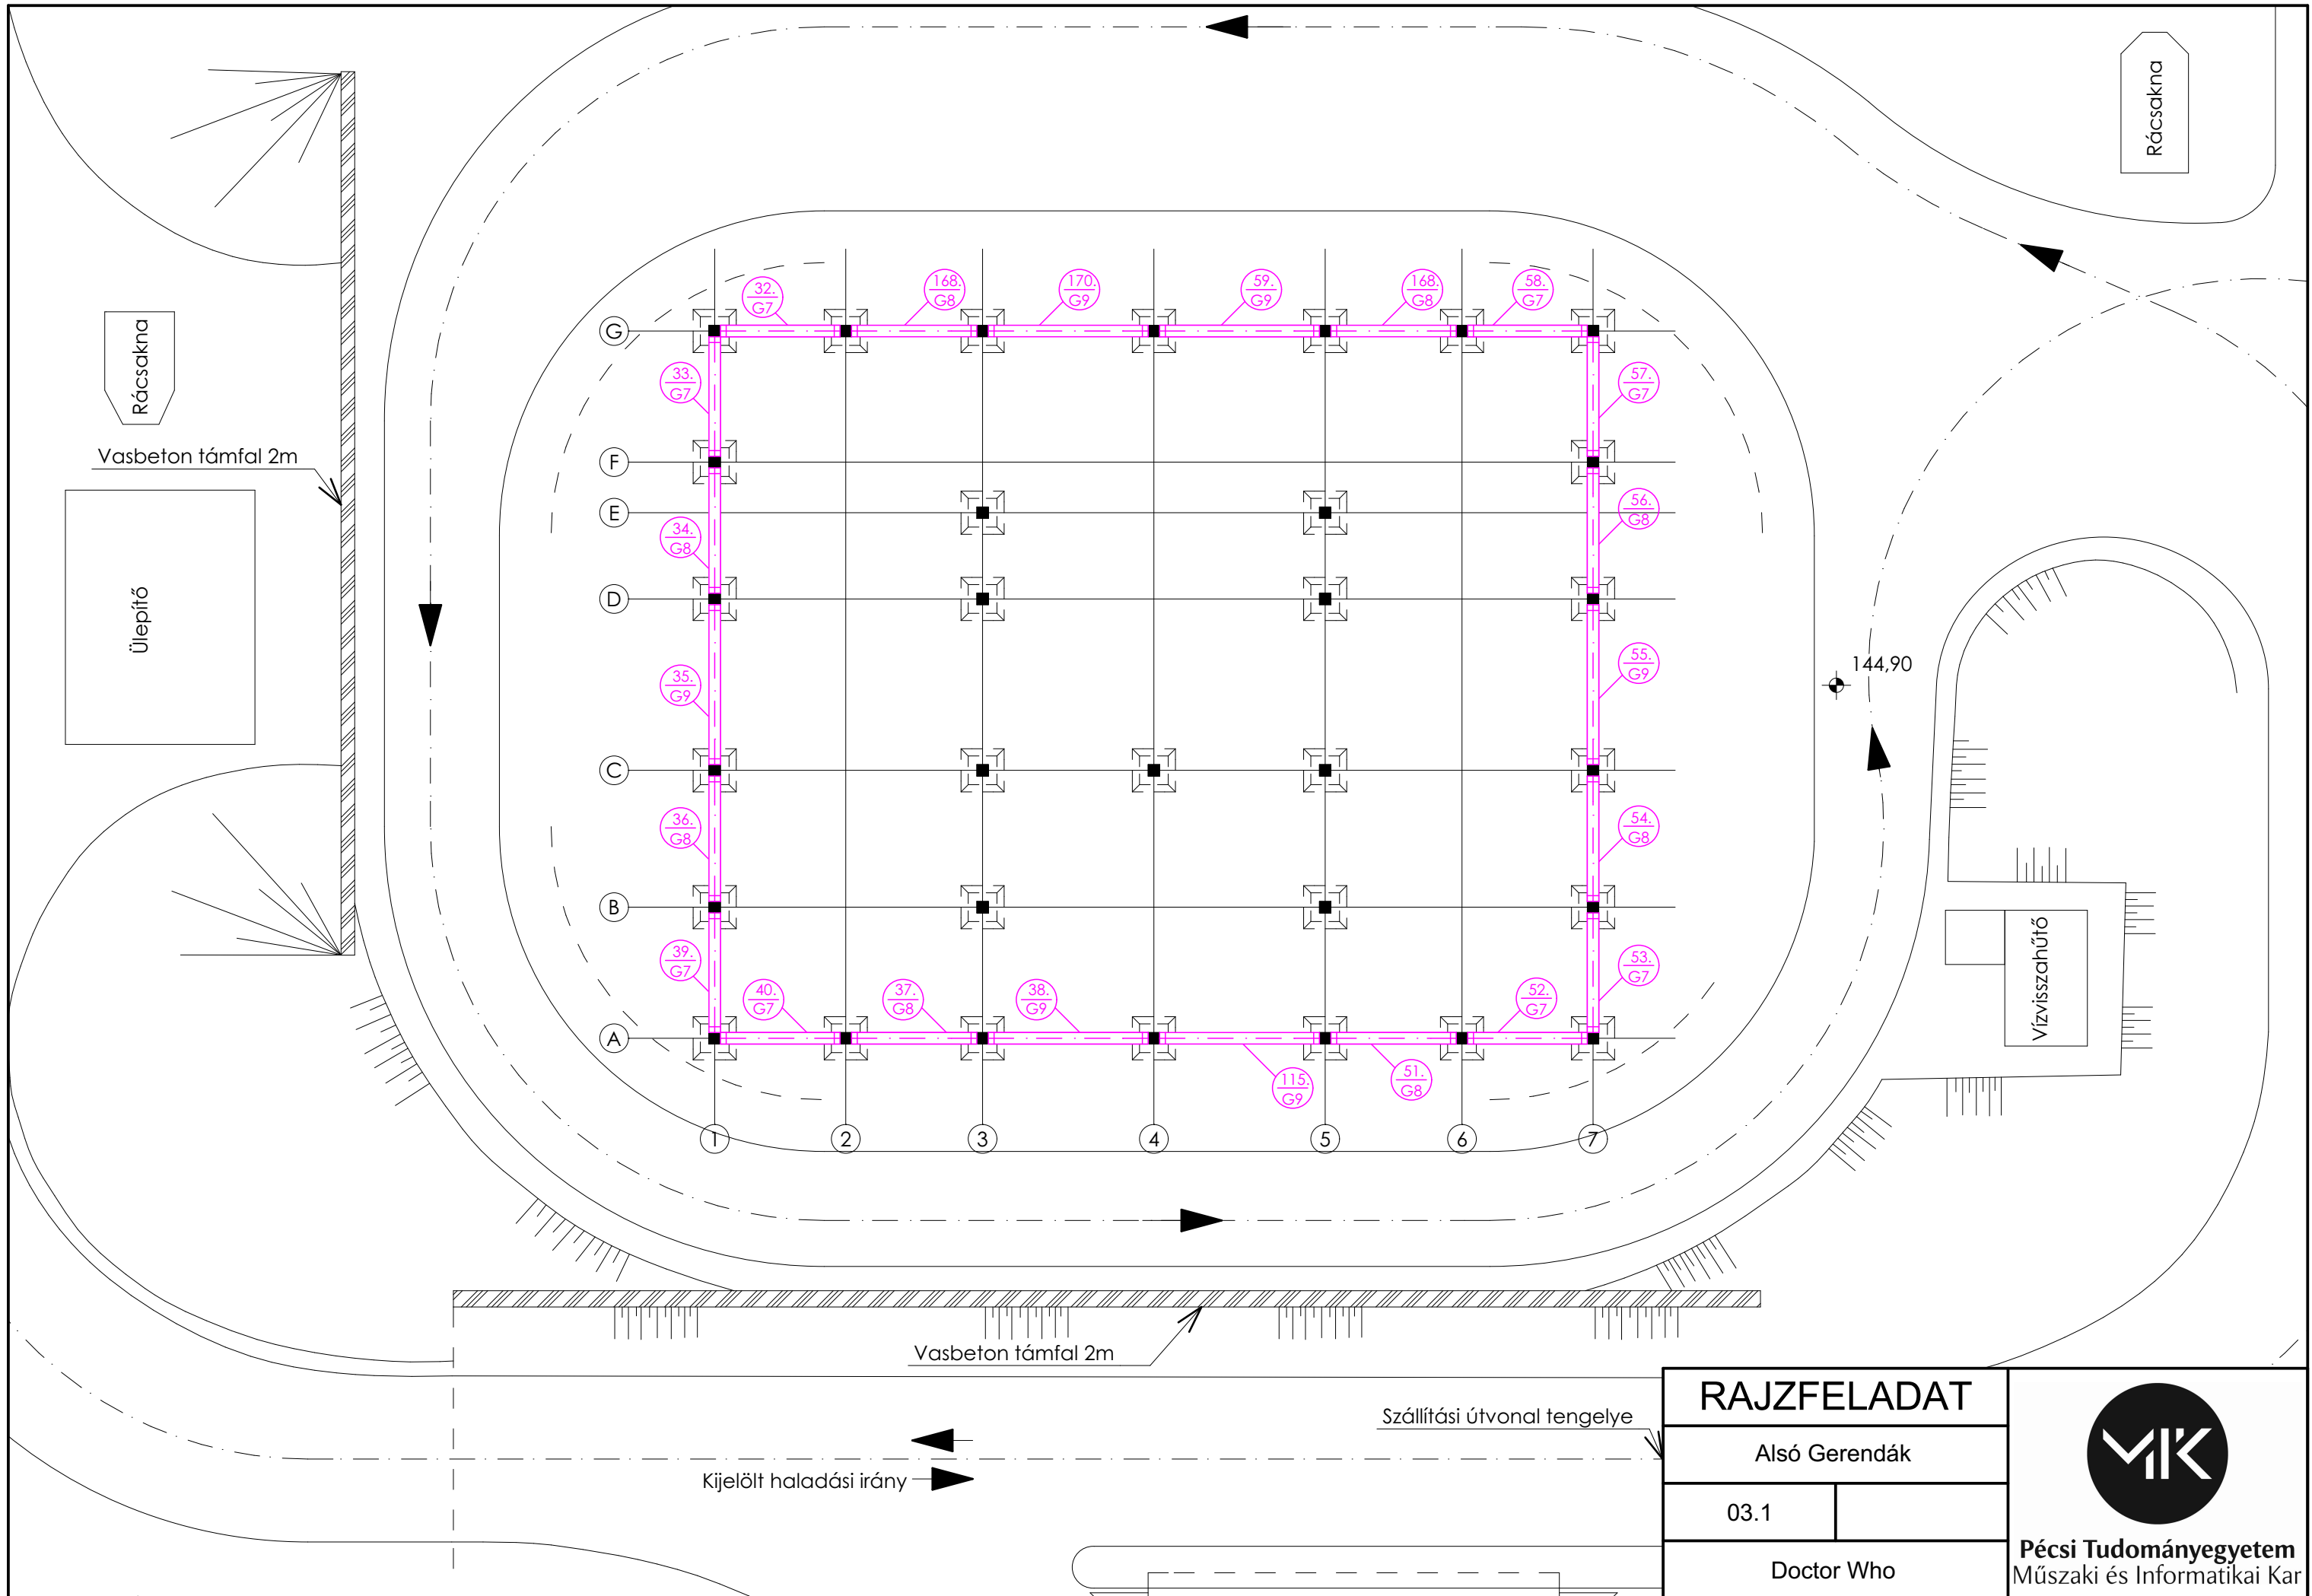 Rácsakna
32.
G7
168.
G8
170.
G9
59.
G9
168.
G8
58.
G7
G
Rácsakna
33.
G7
57.
G7
Vasbeton támfal 2m
F
E
34.
G8
56.
G8
D
Ülepítő
35.
G9
55.
G9
144,90
C
36.
G8
54.
G8
B
39.
G7
53.
G7
Vízvisszahűtő
40.
G7
37.
G8
38.
G9
52.
G7
A
115.
G9
51.
G8
1
2
3
4
5
6
7
Vasbeton támfal 2m
Szállítási útvonal tengelye
Kijelölt haladási irány
RAJZFELADAT
Alsó Gerendák
03.1
Doctor Who
MIK
Pécsi Tudományegyetem
Műszaki és Informatikai Kar